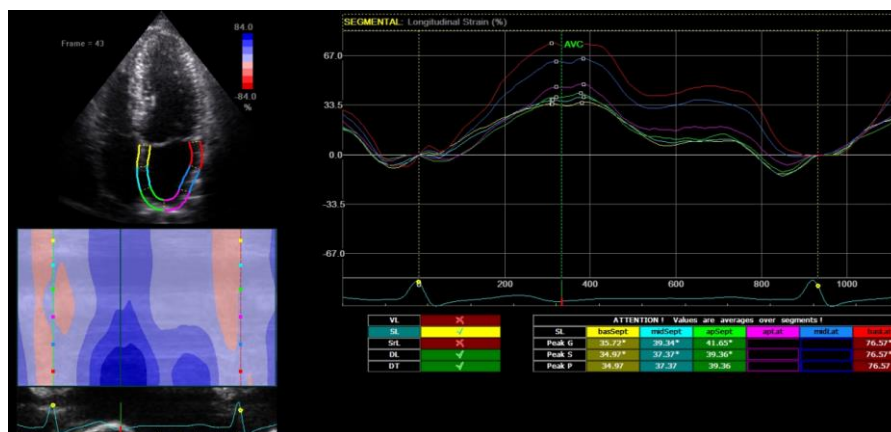 SEGMENTAL: Longitudinal Strain (%)
84.0
Frame = 43
-84.0
%
AVC
67.0
33.5
0.0
-33.5
-67.0
0
200
400
600
800
1000
VL
SL
SrL
DL
DT
ATTENTION ! Values are averages over segments !
SL basSept midSept apSept apLat midLat basLat
Peak G 35.72* 39.34* 41.65* 76.57*
Peak S 34.97* 37.37* 39.36* 76.57*
Peak P 34.97 37.37 39.36 76.57